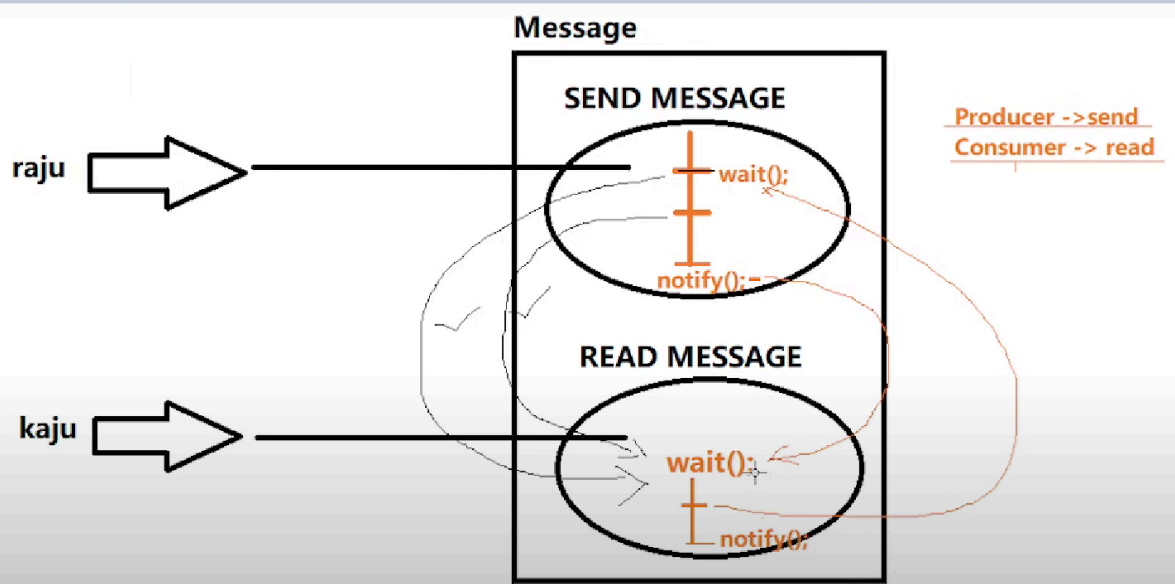 Message
SEND MESSAGE
Producer ->send
Consumer -> read
raju
wait();
notify();
READ MESSAGE
kaju
wait();
notify();